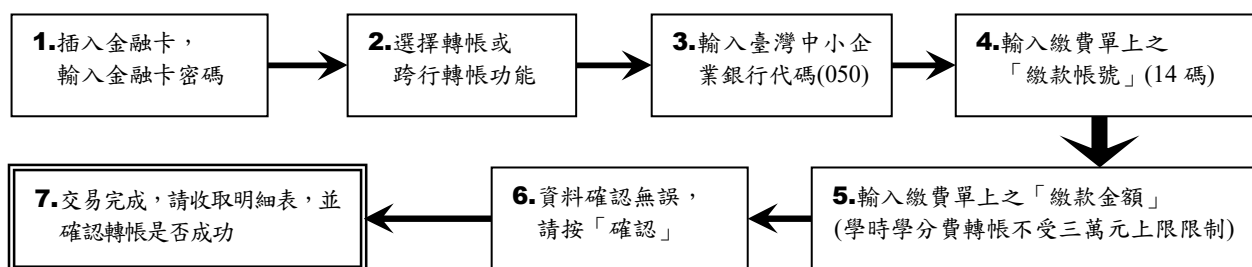 1.插入金融卡，
輸入金融卡密碼
2.選擇轉帳或
跨行轉帳功能
3.輸入臺灣中小企
業銀行代碼(050)
4.輸入繳費單上之
「繳款帳號」(14 碼)
5.輸入繳費單上之「繳款金額」
(學時學分費轉帳不受三萬元上限限制)
6.資料確認無誤，
請按「確認」
7.交易完成，請收取明細表，並
確認轉帳是否成功